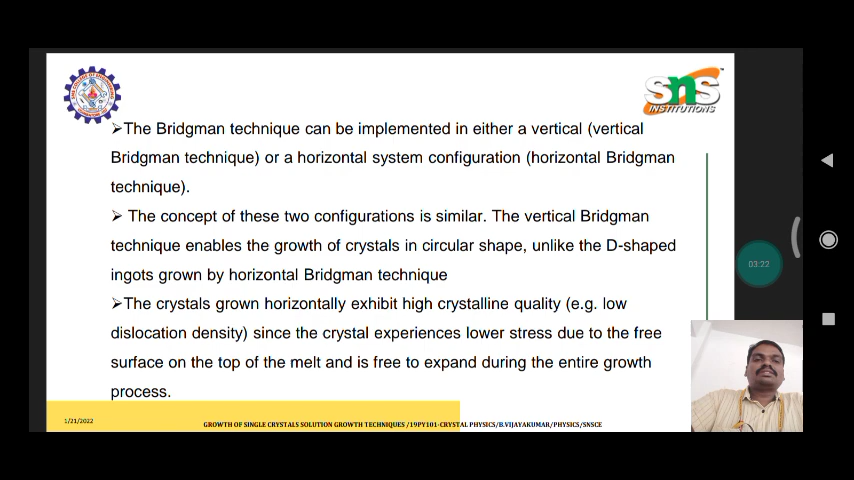 SNS
INSTITUTIONS
➢The Bridgman technique can be implemented in either a vertical (vertical
Bridgman technique) or a horizontal system configuration (horizontal Bridgman
technique).
➢ The concept of these two configurations is similar. The vertical Bridgman
technique enables the growth of crystals in circular shape, unlike the D-shaped
ingots grown by horizontal Bridgman technique
➢The crystals grown horizontally exhibit high crystalline quality (e.g. low
dislocation density) since the crystal experiences lower stress due to the free
surface on the top of the melt and is free to expand during the entire growth
process.
03:22
1/21/2022
GROWTH OF SINGLE CRYSTALS SOLUTION GROWTH TECHNIQUES /19PY101-CRYSTAL PHYSICS/B.VIJAYAKUMAR/PHYSICS/SNSCE